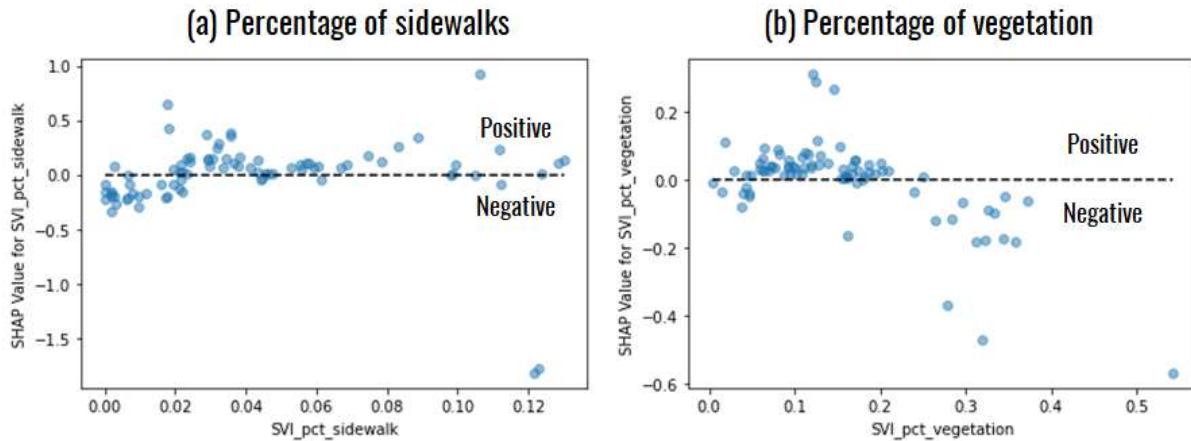 (a) Percentage of sidewalks
1.0
0.5
0.0
−0.5
−1.0
−1.5
SHAP Value for SVI_pct_sidewalk
Positive
Negative
0.00 0.02 0.04 0.06 0.08 0.10 0.12
SVI_pct_sidewalk
(b) Percentage of vegetation
0.2
0.0
−0.2
−0.4
−0.6
SHAP Value for SVI_pct_vegetation
Positive
Negative
0.0 0.1 0.2 0.3 0.4 0.5
SVI_pct_vegetation